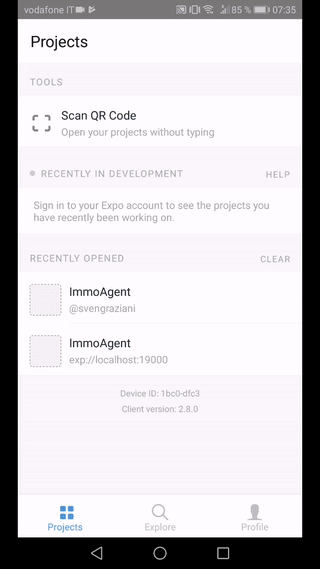 vodafone IT 85 % 07:35
Projects
TOOLS
Scan QR Code
Open your projects without typing
RECENTLY IN DEVELOPMENT HELP
Sign in to your Expo account to see the projects you
have recently been working on.
RECENTLY OPENED CLEAR
ImmoAgent
@svengraziani
ImmoAgent
exp://localhost:19000
Device ID: 1bc0-dfc3
Client version: 2.8.0
Projects Explore Profile